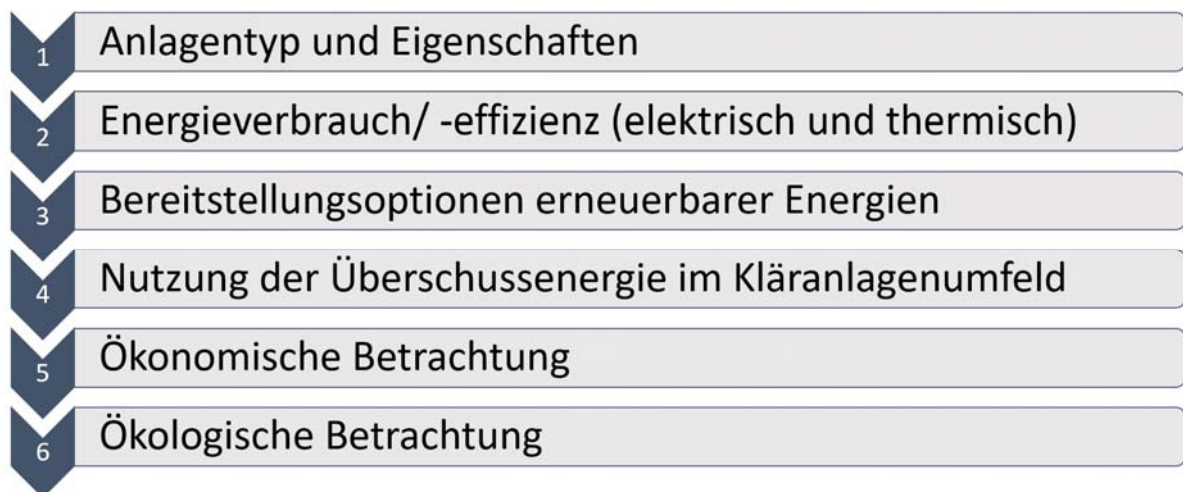 1 Anlagentyp und Eigenschaften
2 Energieverbrauch/ -effizienz (elektrisch und thermisch)
3 Bereitstellungsoptionen erneuerbarer Energien
4 Nutzung der Überschussenergie im Kläranlagenumfeld
5 Ökonomische Betrachtung
6 Ökologische Betrachtung